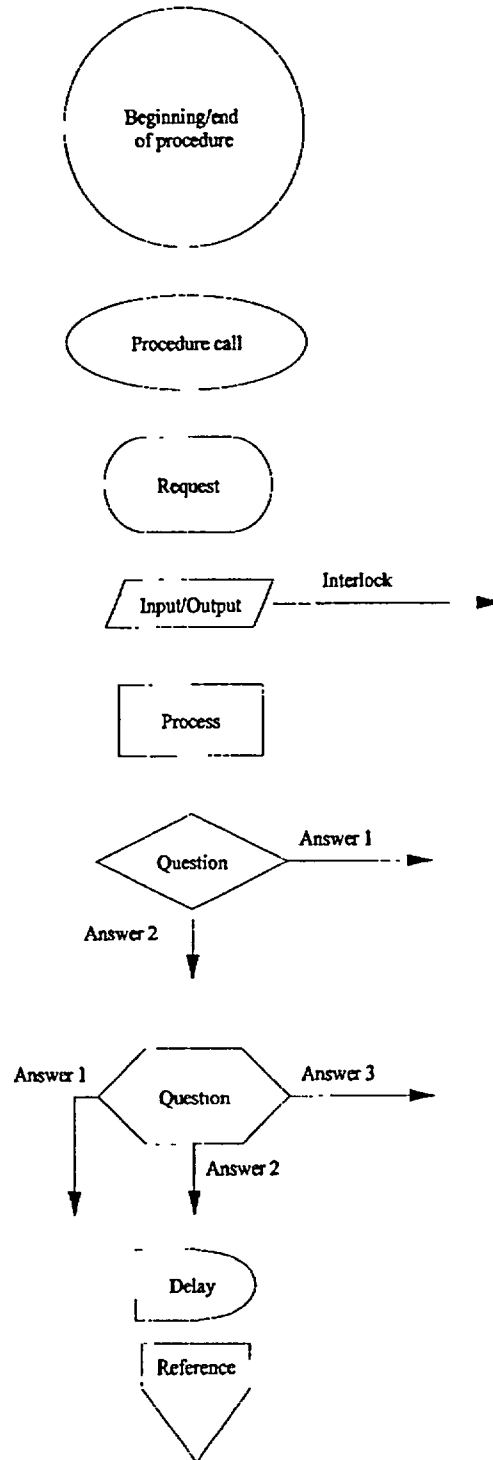 Beginning/end
of procedure
Procedure call
Request
Interlock
Input/Output
Process
Answer 1
Question
Answer 2
Answer 1
Answer 3
Question
Answer 2
Delay
Reference